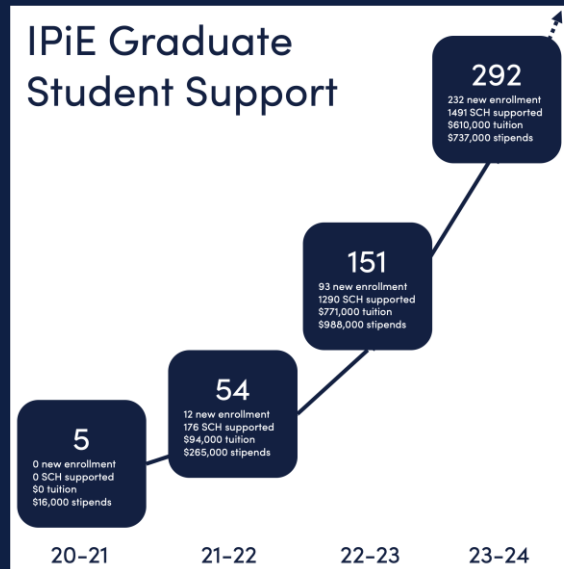 IPiE Graduate
Student Support
292
232 new enrollment
1491 SCH supported
$610,000 tuition
$737,000 stipends
151
93 new enrollment
1290 SCH supported
$771,000 tuition
$988,000 stipends
54
12 new enrollment
176 SCH supported
$94,000 tuition
$265,000 stipends
5
0 new enrollment
0 SCH supported
$0 tuition
$16,000 stipends
20-21
21-22
22-23
23-24